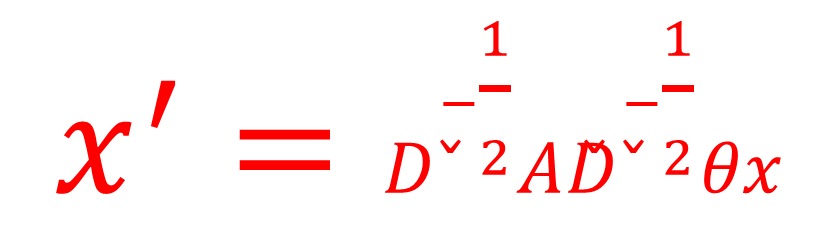 x′ = Ď^{-1/2} Ǎ Ď^{-1/2} θx